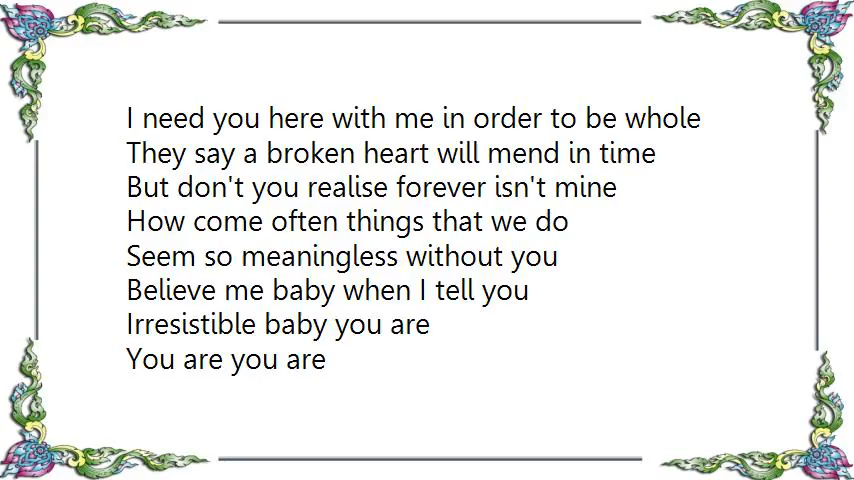 I need you here with me in order to be whole
They say a broken heart will mend in time
But don't you realise forever isn't mine
How come often things that we do
Seem so meaningless without you
Believe me baby when I tell you
Irresistible baby you are
You are you are